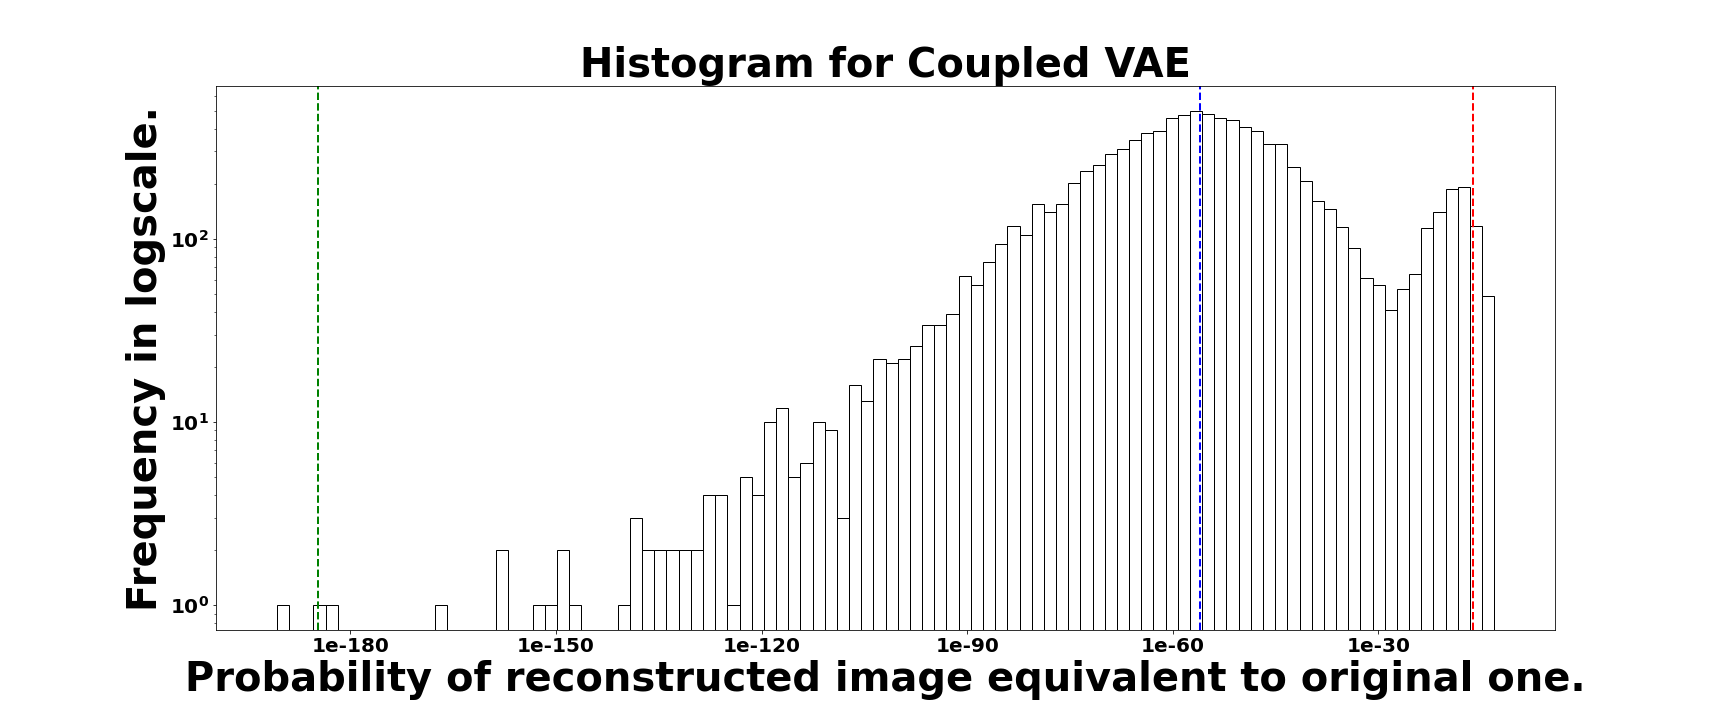 Histogram for Coupled VAE
Frequency in logscale.
10²
10¹
10⁰
1e-180 1e-150 1e-120 1e-90 1e-60 1e-30
Probability of reconstructed image equivalent to original one.